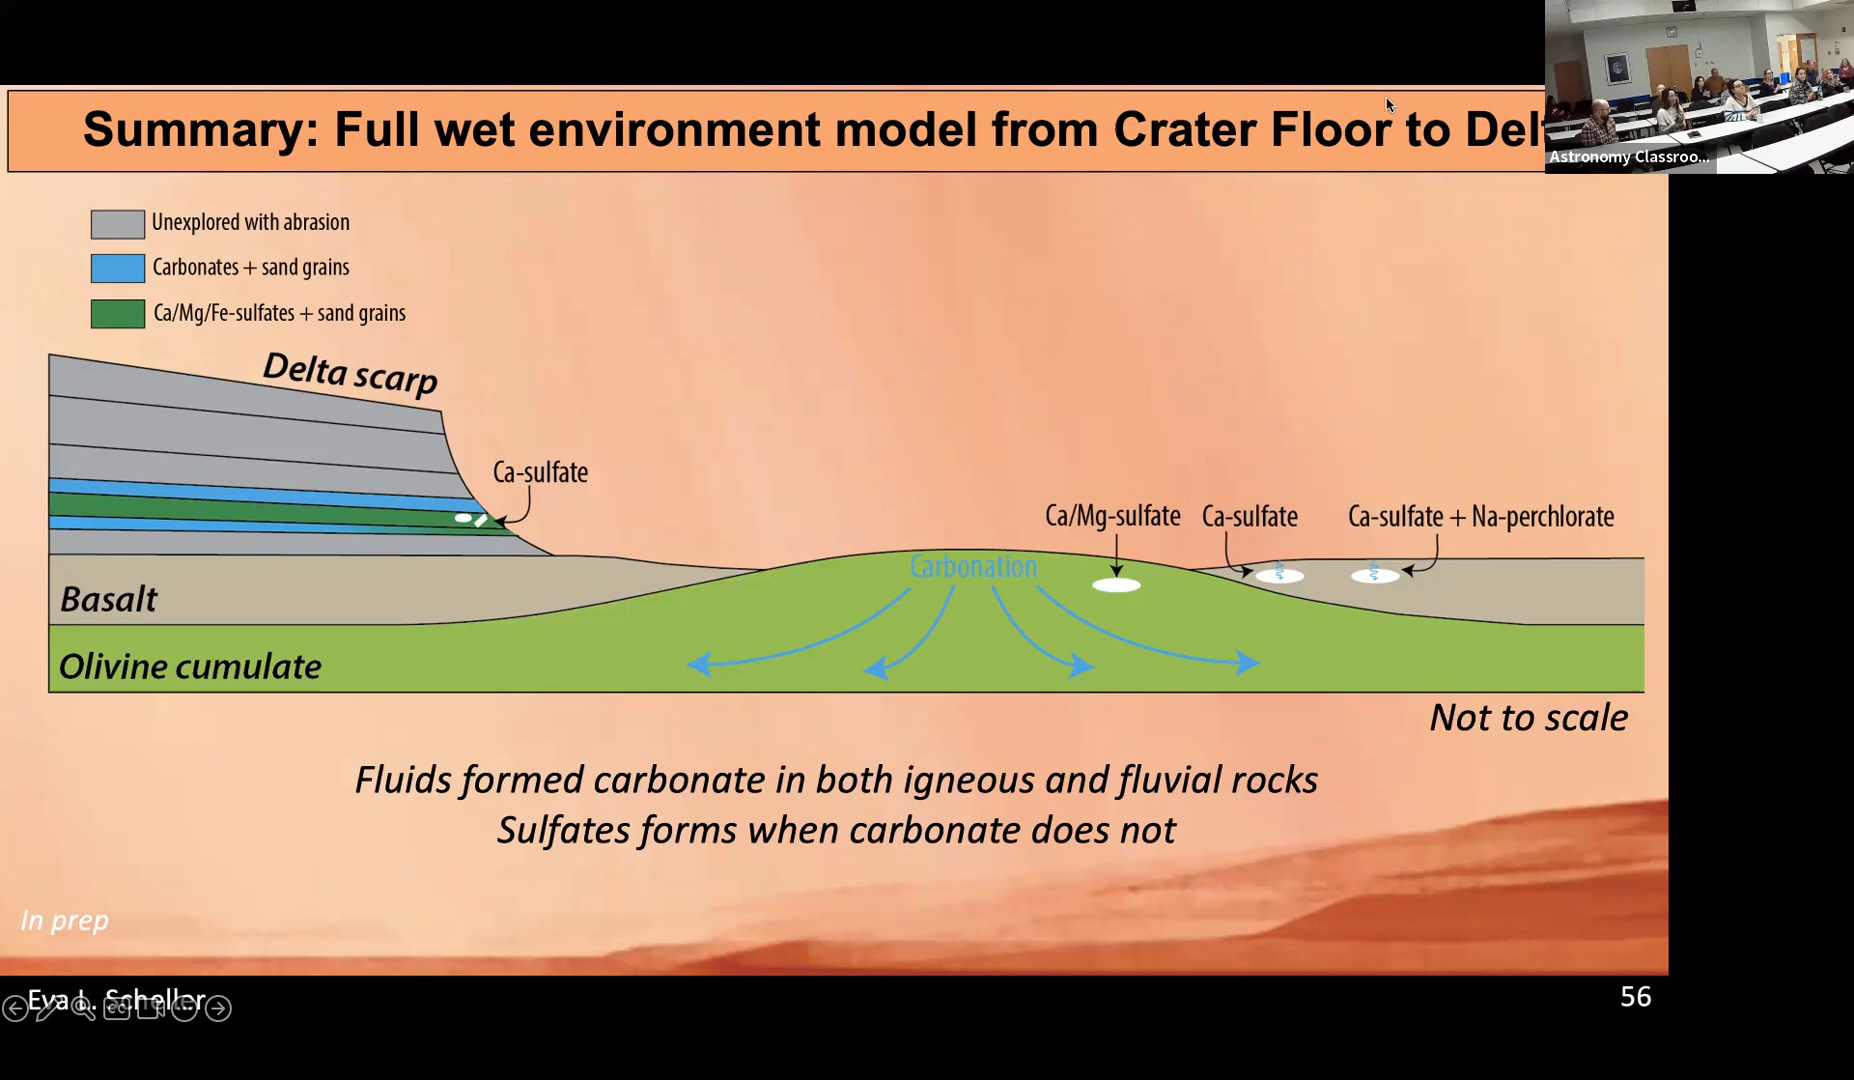 Summary: Full wet environment model from Crater Floor to Del
Astronomy Classroo...
Unexplored with abrasion
Carbonates + sand grains
Ca/Mg/Fe-sulfates + sand grains
Delta scarp
Ca-sulfate
Ca/Mg-sulfate
Ca-sulfate
Ca-sulfate + Na-perchlorate
Carbonation
Basalt
Olivine cumulate
Not to scale
Fluids formed carbonate in both igneous and fluvial rocks
Sulfates forms when carbonate does not
In prep
Eva L. Scheller
56